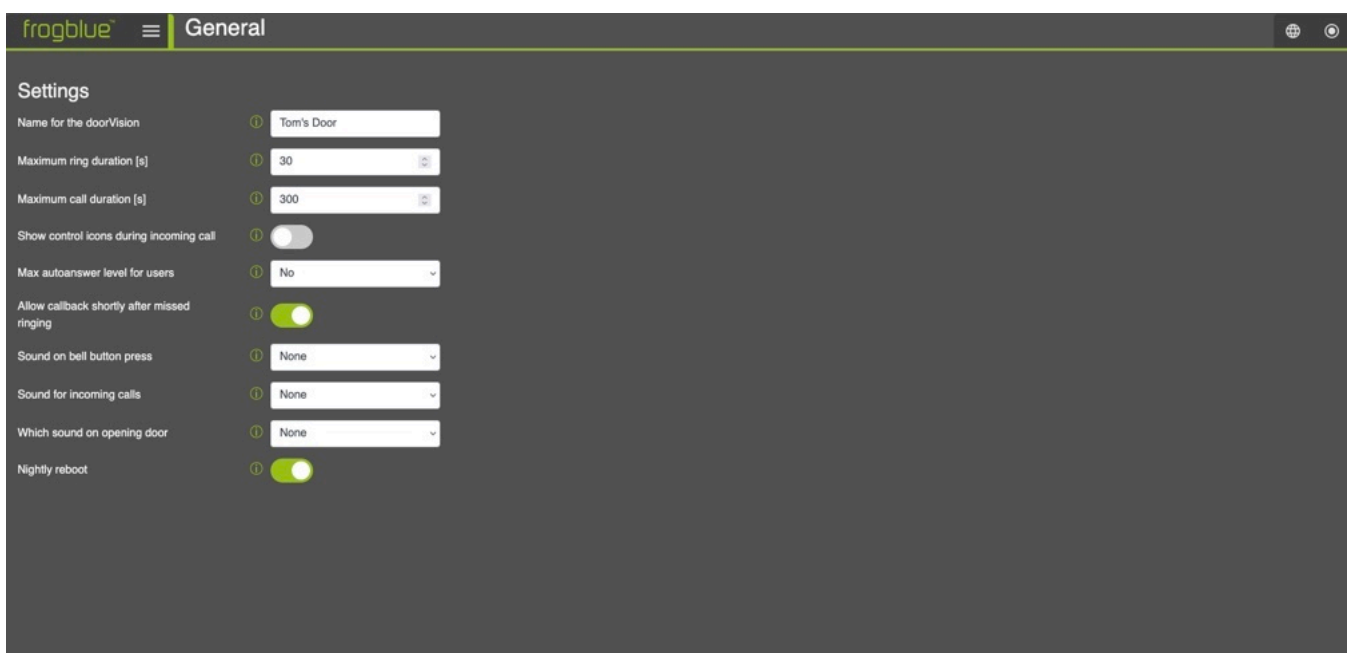 frogblue™
General
Settings
Name for the doorVision
Tom's Door
Maximum ring duration [s]
30
Maximum call duration [s]
300
Show control icons during incoming call
Max autoanswer level for users
No
Allow callback shortly after missed
ringing
Sound on bell button press
None
Sound for incoming calls
None
Which sound on opening door
None
Nightly reboot